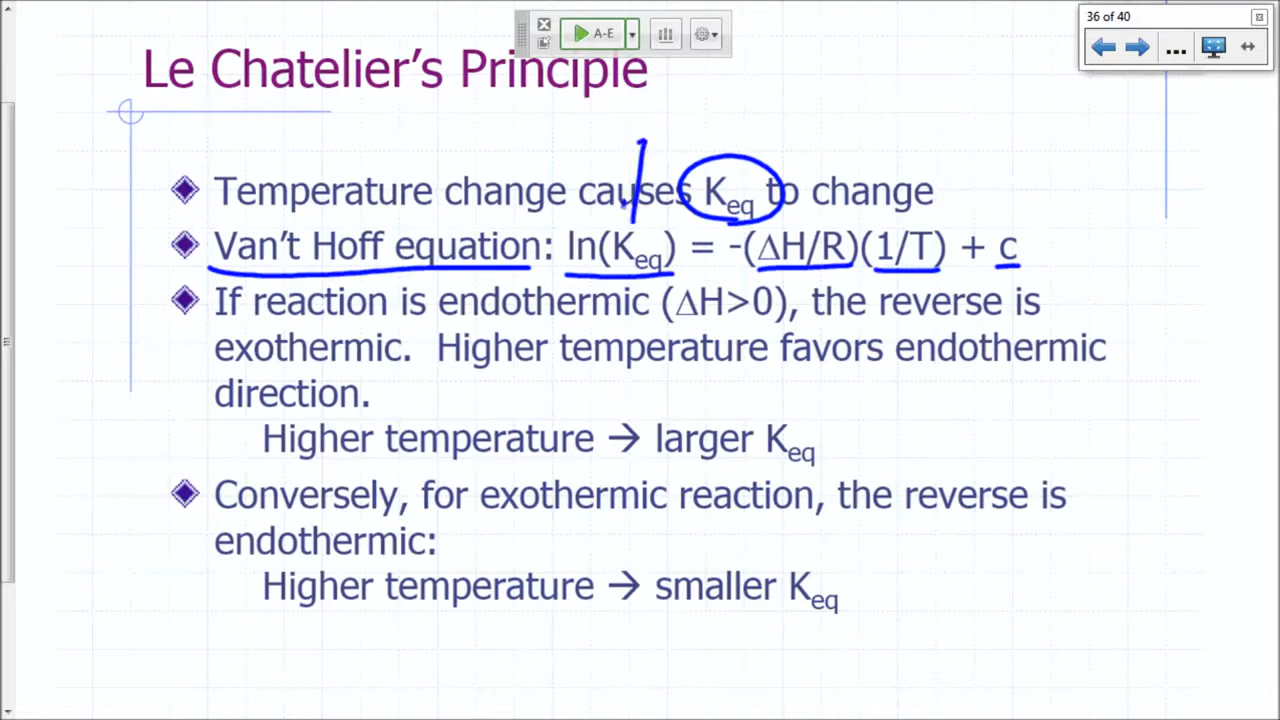 36 of 40
A-E
Le Chatelier's Principle
Temperature change causes Keq to change
Van't Hoff equation: ln(Keq) = -(∆H/R)(1/T) + c
If reaction is endothermic (∆H>0), the reverse is
exothermic. Higher temperature favors endothermic
direction.
Higher temperature → larger Keq
Conversely, for exothermic reaction, the reverse is
endothermic:
Higher temperature → smaller Keq